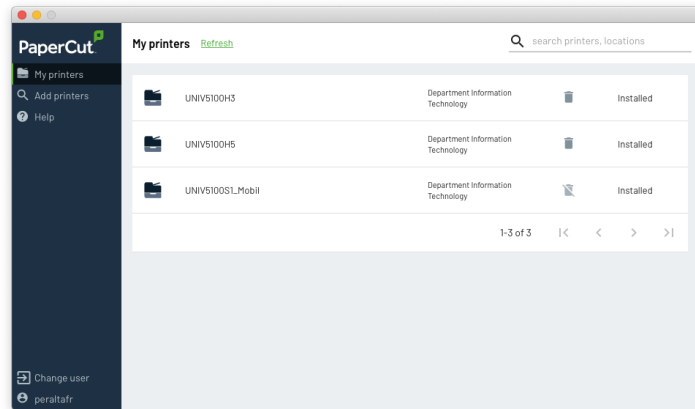 PaperCut
My printers
Add printers
Help
Change user
peraltafr
My printers Refresh
search printers, locations
UNIV5100H3
Department Information
Technology
Installed
UNIV5100H5
Department Information
Technology
Installed
UNIV5100S1_Mobil
Department Information
Technology
Installed
1-3 of 3